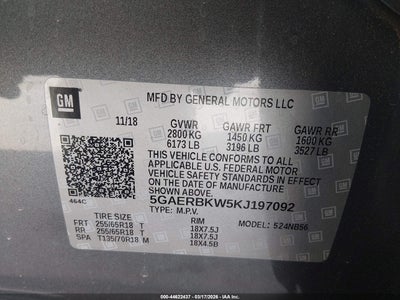 GM
MFD BY GENERAL MOTORS LLC
11/18 GVWR GAWR FRT GAWR RR
2800 KG 1450 KG 1600 KG
6173 LB 3196 LB 3527 LB
THIS VEHICLE CONFORMS TO ALL
APPLICABLE U.S. FEDERAL MOTOR
VEHICLE SAFETY STANDARDS IN
EFFECT ON THE DATE OF
MANUFACTURE SHOWN ABOVE.
464C 5GAERBKW5KJ197092
TYPE: M.P.V. MODEL: 524NB56
TIRE SIZE RIM
FRT 255/65R18 T 18X7.5J
RR 255/65R18 T 18X7.5J
SPA T135/70R18 M 18X4.5B
© IAA - 44622437 - 03/17/2026 - IAAspl